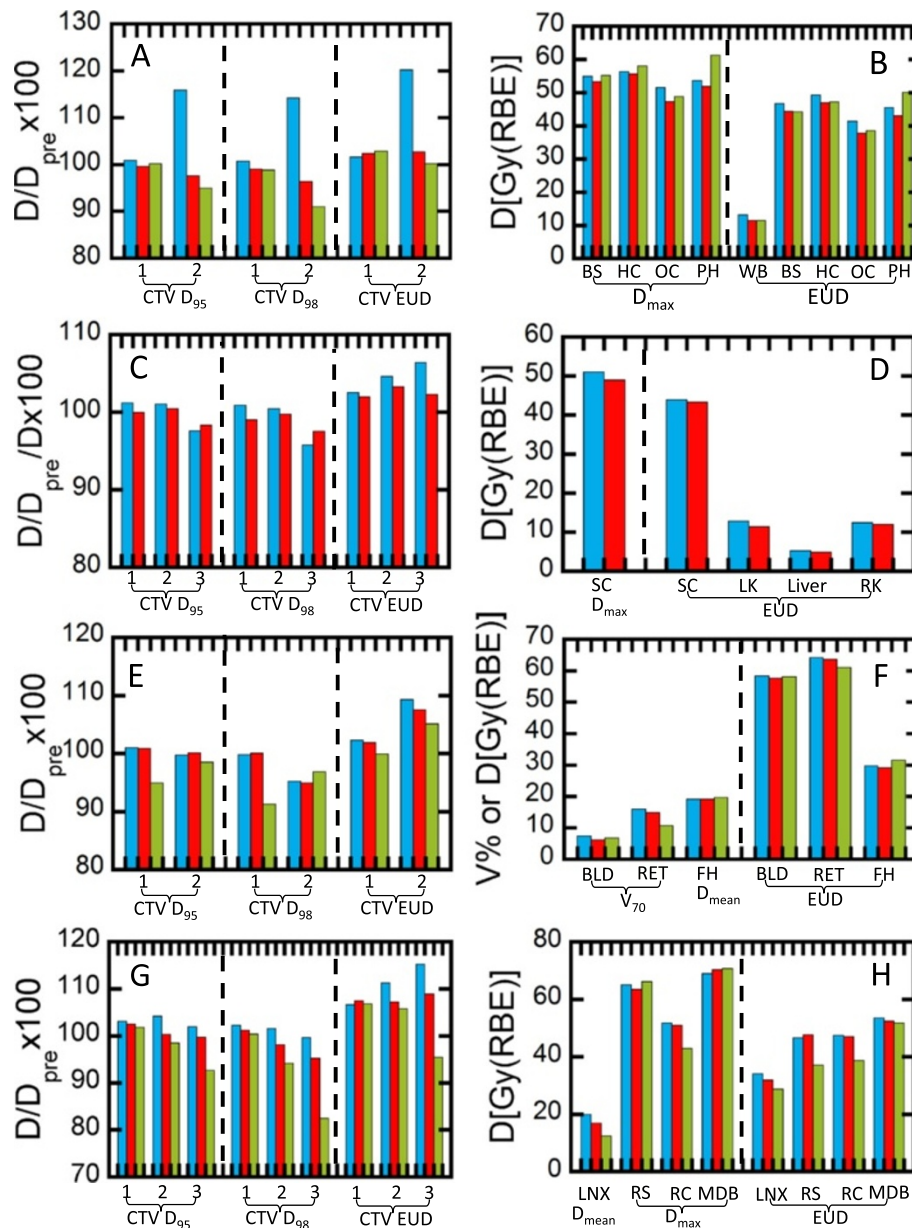 A
D/D pre x100
130
120
110
100
90
80
1 2 1 2 1 2
CTV D95 CTV D98 CTV EUD
B
D[Gy(RBE)]
70
60
50
40
30
20
10
0
BS HC OC PH WB BS HC OC PH
Dmax EUD
C
D/D pre /Dx100
110
100
90
80
1 2 3 1 2 3 1 2 3
CTV D95 CTV D98 CTV EUD
D
D[Gy(RBE)]
60
50
40
30
20
10
0
SC SC LK Liver RK
Dmax EUD
E
D/D pre x100
120
110
100
90
80
1 2 1 2 1 2
CTV D95 CTV D98 CTV EUD
F
V% or D[Gy(RBE)]
70
60
50
40
30
20
10
0
BLD RET FH BLD RET FH
V70 Dmean EUD
G
D/D pre x100
120
110
100
90
80
70
1 2 3 1 2 3 1 2 3
CTV D95 CTV D98 CTV EUD
H
D[Gy(RBE)]
80
60
40
20
0
LNX RS RC MDB LNX RS RC MDB
Dmean Dmax EUD